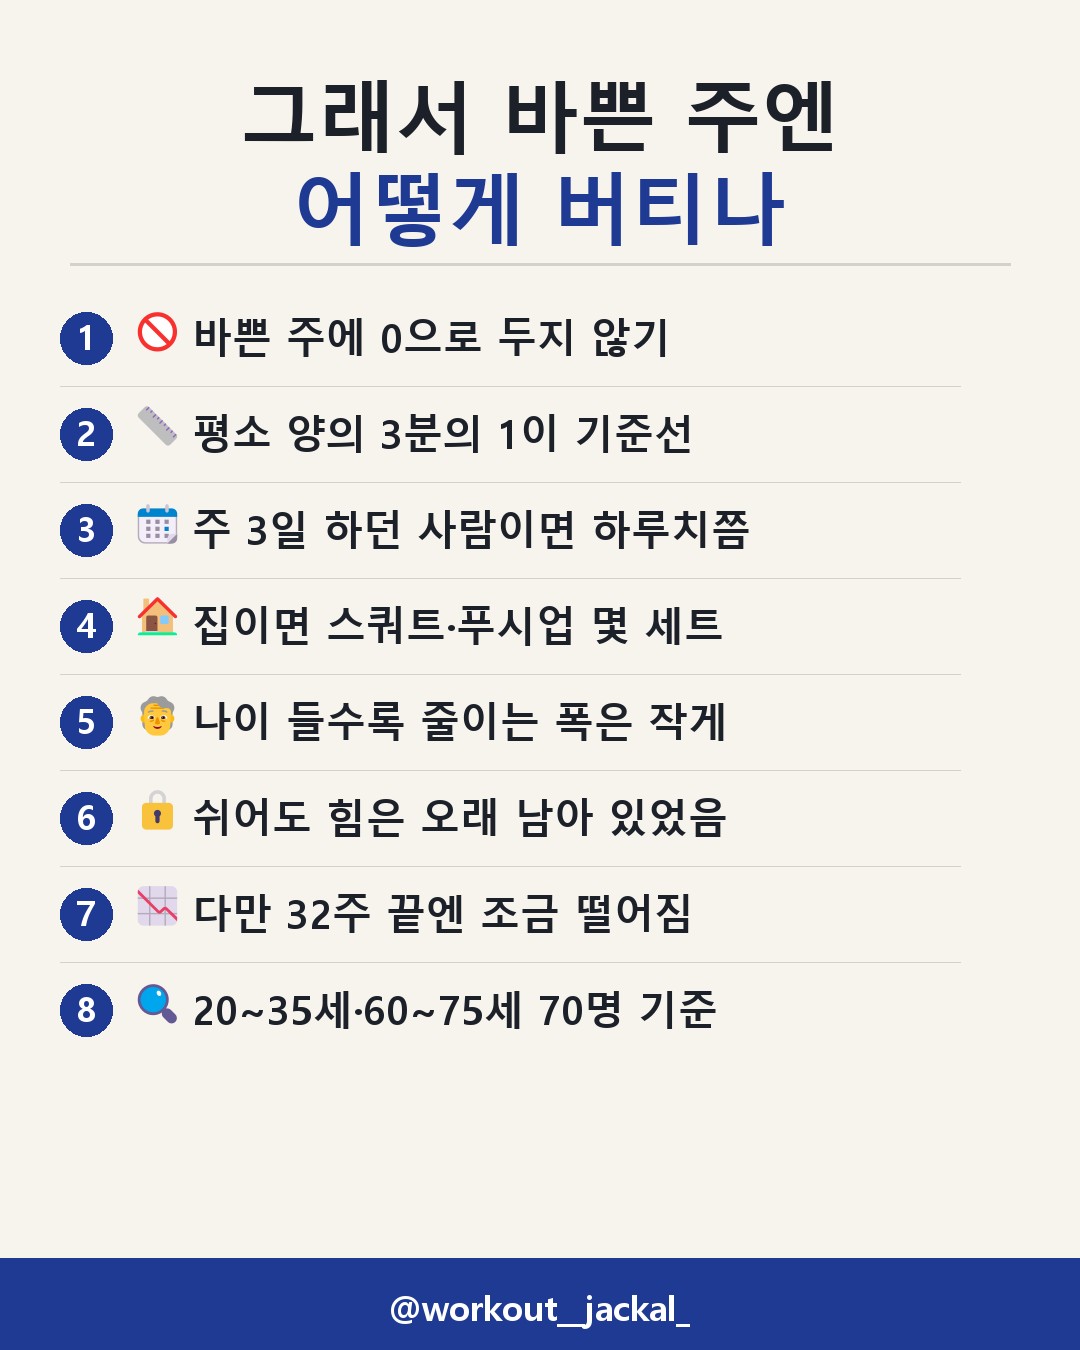 그래서 바쁜 주엔
어떻게 버티나
1 바쁜 주에 0으로 두지 않기
2 평소 양의 3분의 1이 기준선
3 주 3일 하던 사람이면 하루치쯤
4 집이면 스쿼트·푸시업 몇 세트
5 나이 들수록 줄이는 폭은 작게
6 쉬어도 힘은 오래 남아 있었음
7 다만 32주 끝엔 조금 떨어짐
8 20~35세·60~75세 70명 기준
@workout__jackal_